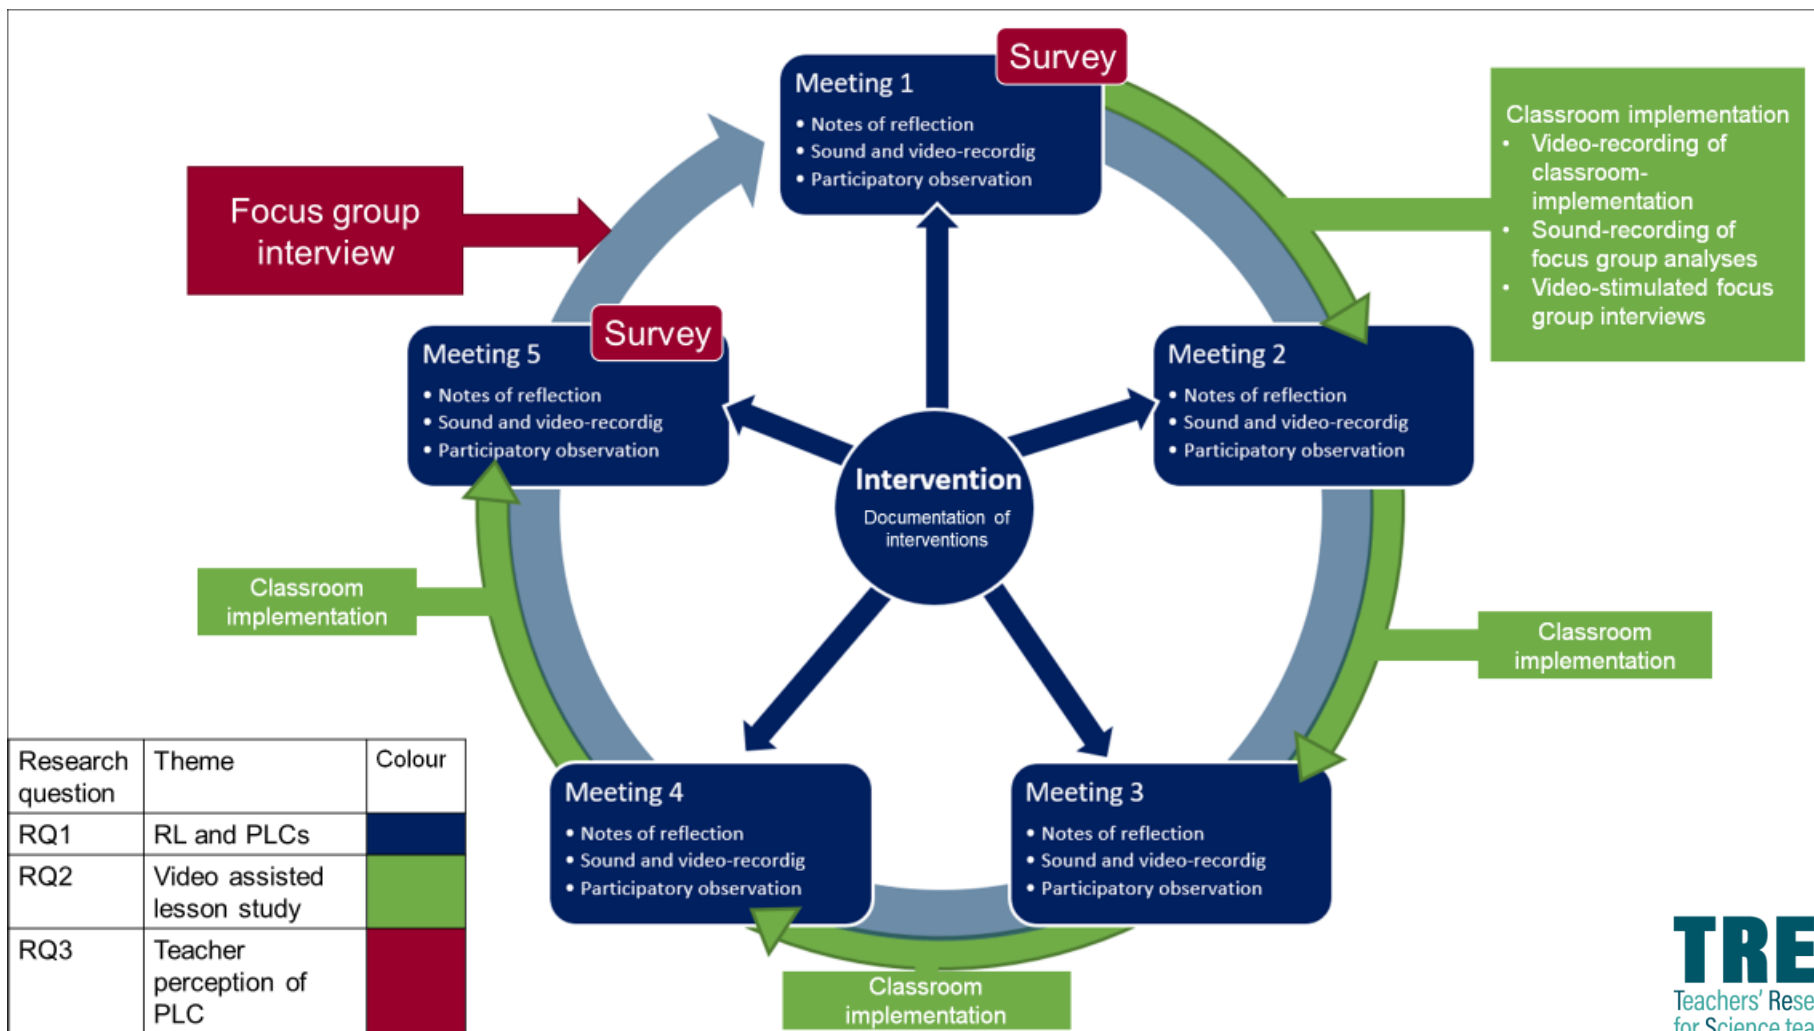 Survey
Meeting 1
• Notes of reflection
• Sound and video-recordig
• Participatory observation
Classroom implementation
• Video-recording of
classroom-
implementation
• Sound-recording of
focus group analyses
• Video-stimulated focus
group interviews
Focus group
interview
Survey
Meeting 5
• Notes of reflection
• Sound and video-recordig
• Participatory observation
Meeting 2
• Notes of reflection
• Sound and video-recordig
• Participatory observation
Intervention
Documentation of
interventions
Classroom
implementation
Classroom
implementation
Meeting 4
• Notes of reflection
• Sound and video-recordig
• Participatory observation
Meeting 3
• Notes of reflection
• Sound and video-recordig
• Participatory observation
Classroom
implementation
Research question Theme Colour
RQ1 RL and PLCs
RQ2 Video assisted
lesson study
RQ3 Teacher
perception of
PLC
TRE
Teachers' Rese
for Science tea